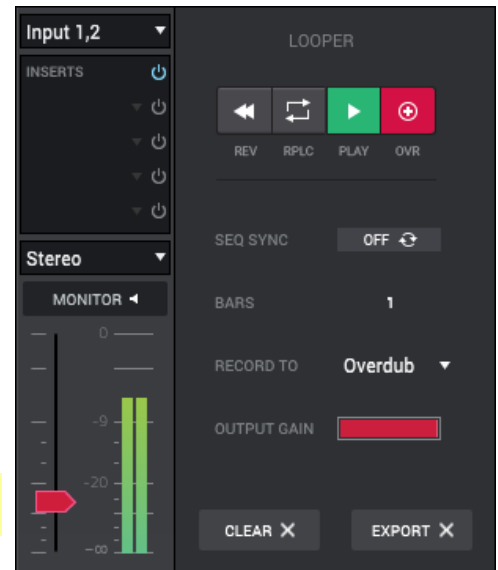 Input 1,2
INSERTS
Stereo
MONITOR
0
-9
-20
-∞
LOOPER
REV RPLC PLAY OVR
SEQ SYNC OFF
BARS 1
RECORD TO Overdub
OUTPUT GAIN
CLEAR EXPORT